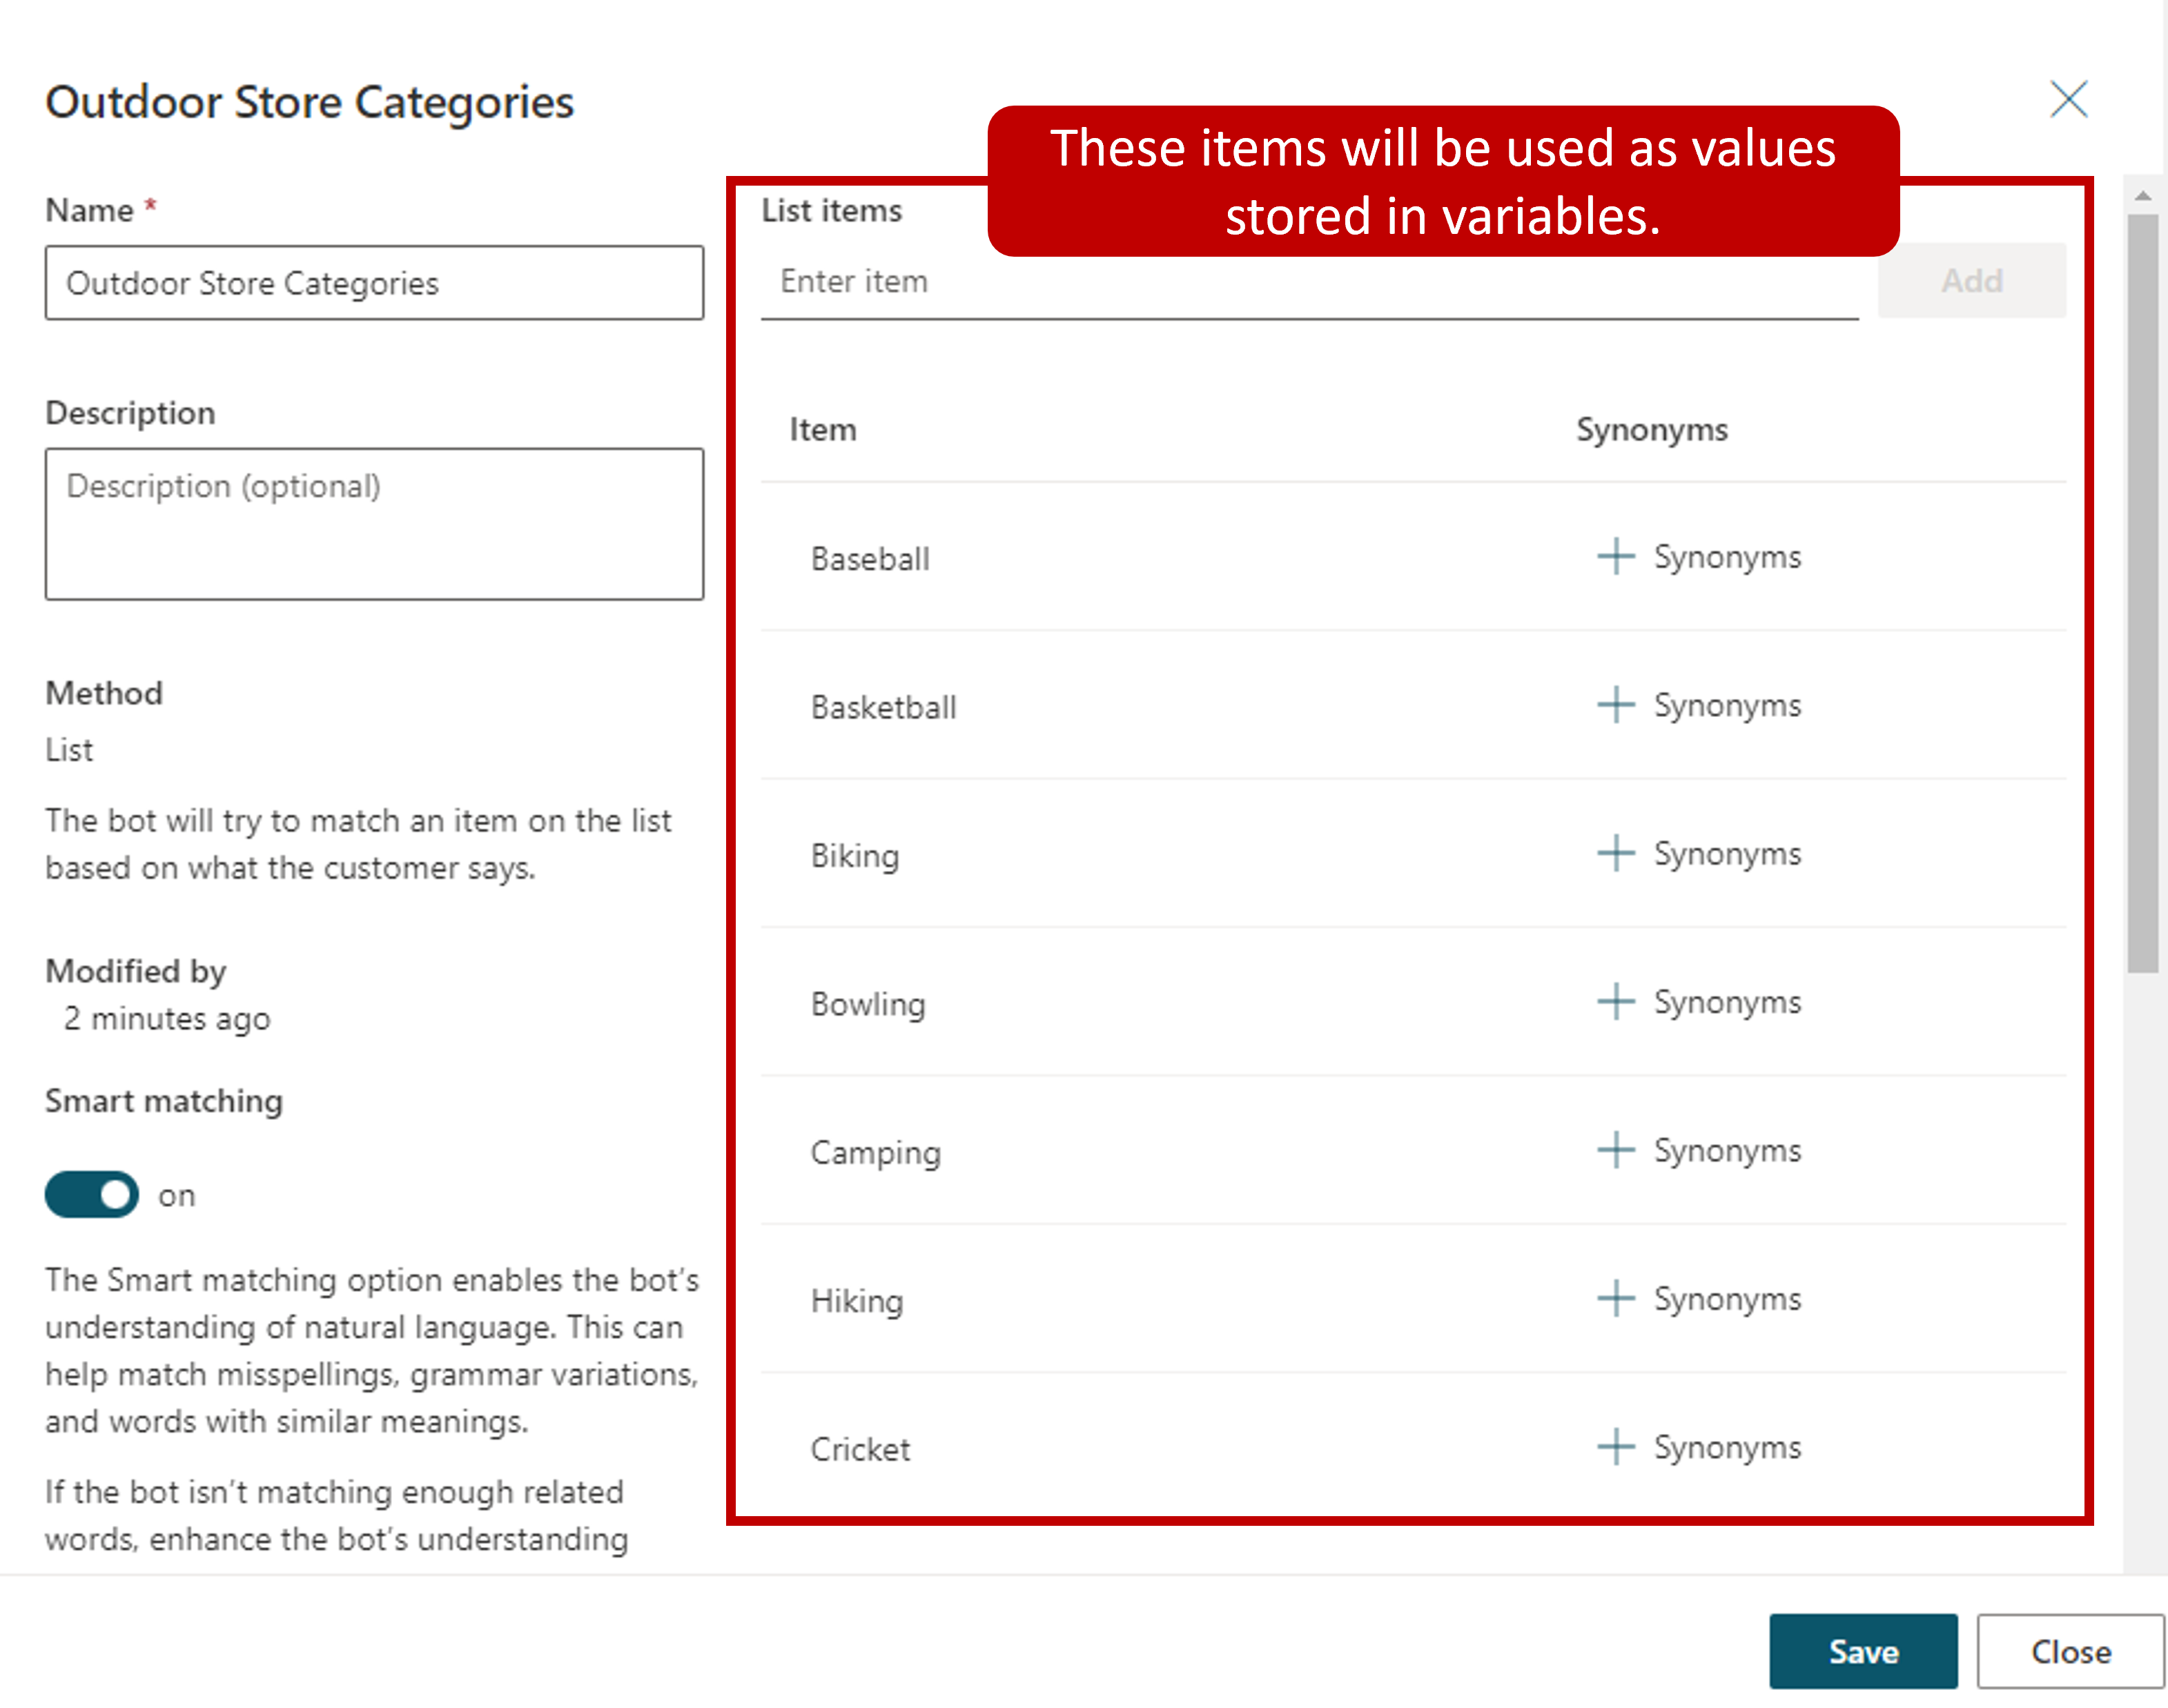 Outdoor Store Categories
These items will be used as values
stored in variables.
Name *
Outdoor Store Categories
Description
Description (optional)
Method
List
The bot will try to match an item on the list
based on what the customer says.
Modified by
2 minutes ago
Smart matching
on
The Smart matching option enables the bot's
understanding of natural language. This can
help match misspellings, grammar variations,
and words with similar meanings.
If the bot isn't matching enough related
words, enhance the bot's understanding
List items
Enter item
Add
Item Synonyms
Baseball Synonyms
Basketball Synonyms
Biking Synonyms
Bowling Synonyms
Camping Synonyms
Hiking Synonyms
Cricket Synonyms
Save Close